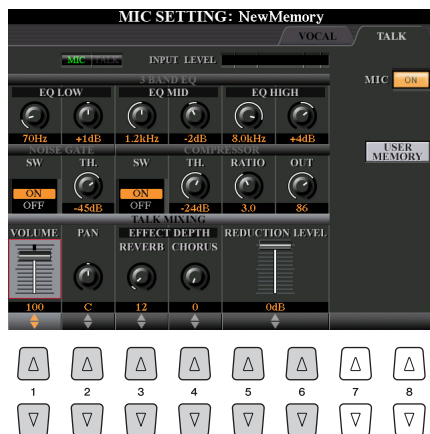 MIC SETTING: NewMemory
VOCAL TALK
MIC TALK INPUT LEVEL
MIC ON
3 BAND EQ
EQ LOW EQ MID EQ HIGH
70Hz +1dB 1.2kHz -2dB 8.0kHz +4dB
NOISE GATE COMPRESSOR
USER
MEMORY
SW TH. SW TH. RATIO OUT
ON ON
OFF -45dB OFF -24dB 3.0 86
TALK MIXING
VOLUME PAN EFFECT DEPTH REDUCTION LEVEL
REVERB CHORUS
100 C 12 0 0dB
1 2 3 4 5 6 7 8